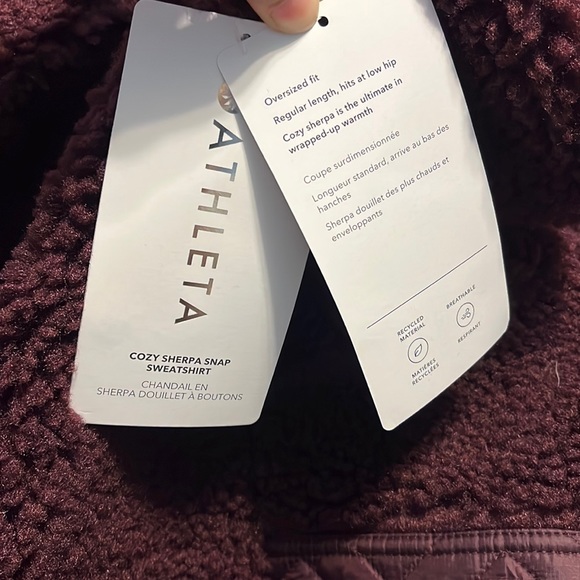 ATHLETA
COZY SHERPA SNAP
SWEATSHIRT
CHANDAIL EN
SHERPA DOUILLET À BOUTONS
Oversized fit
Regular length, hits at low hip
Cozy sherpa is the ultimate in
wrapped-up warmth
Coupe surdimensionnée
Longueur standard, arrive au bas des
hanches
Sherpa douillet des plus chauds et
enveloppants
RECYCLED
MATERIAL
MATIÈRES
RECYCLÉES
BREATHABLE
RESPIRANT